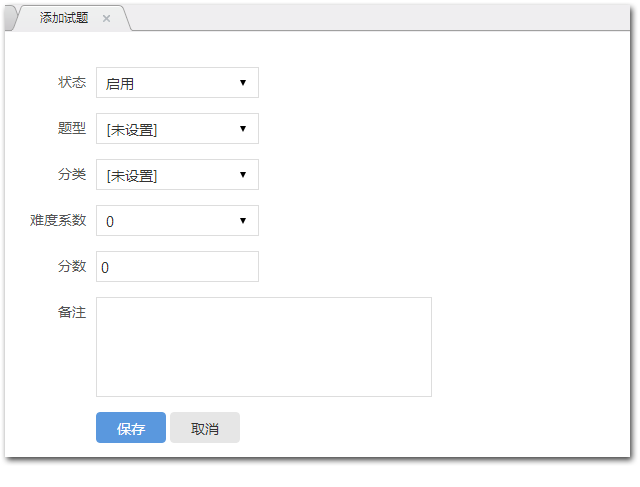 添加试题
状态 启用
题型 [未设置]
分类 [未设置]
难度系数 0
分数 0
备注
保存 取消